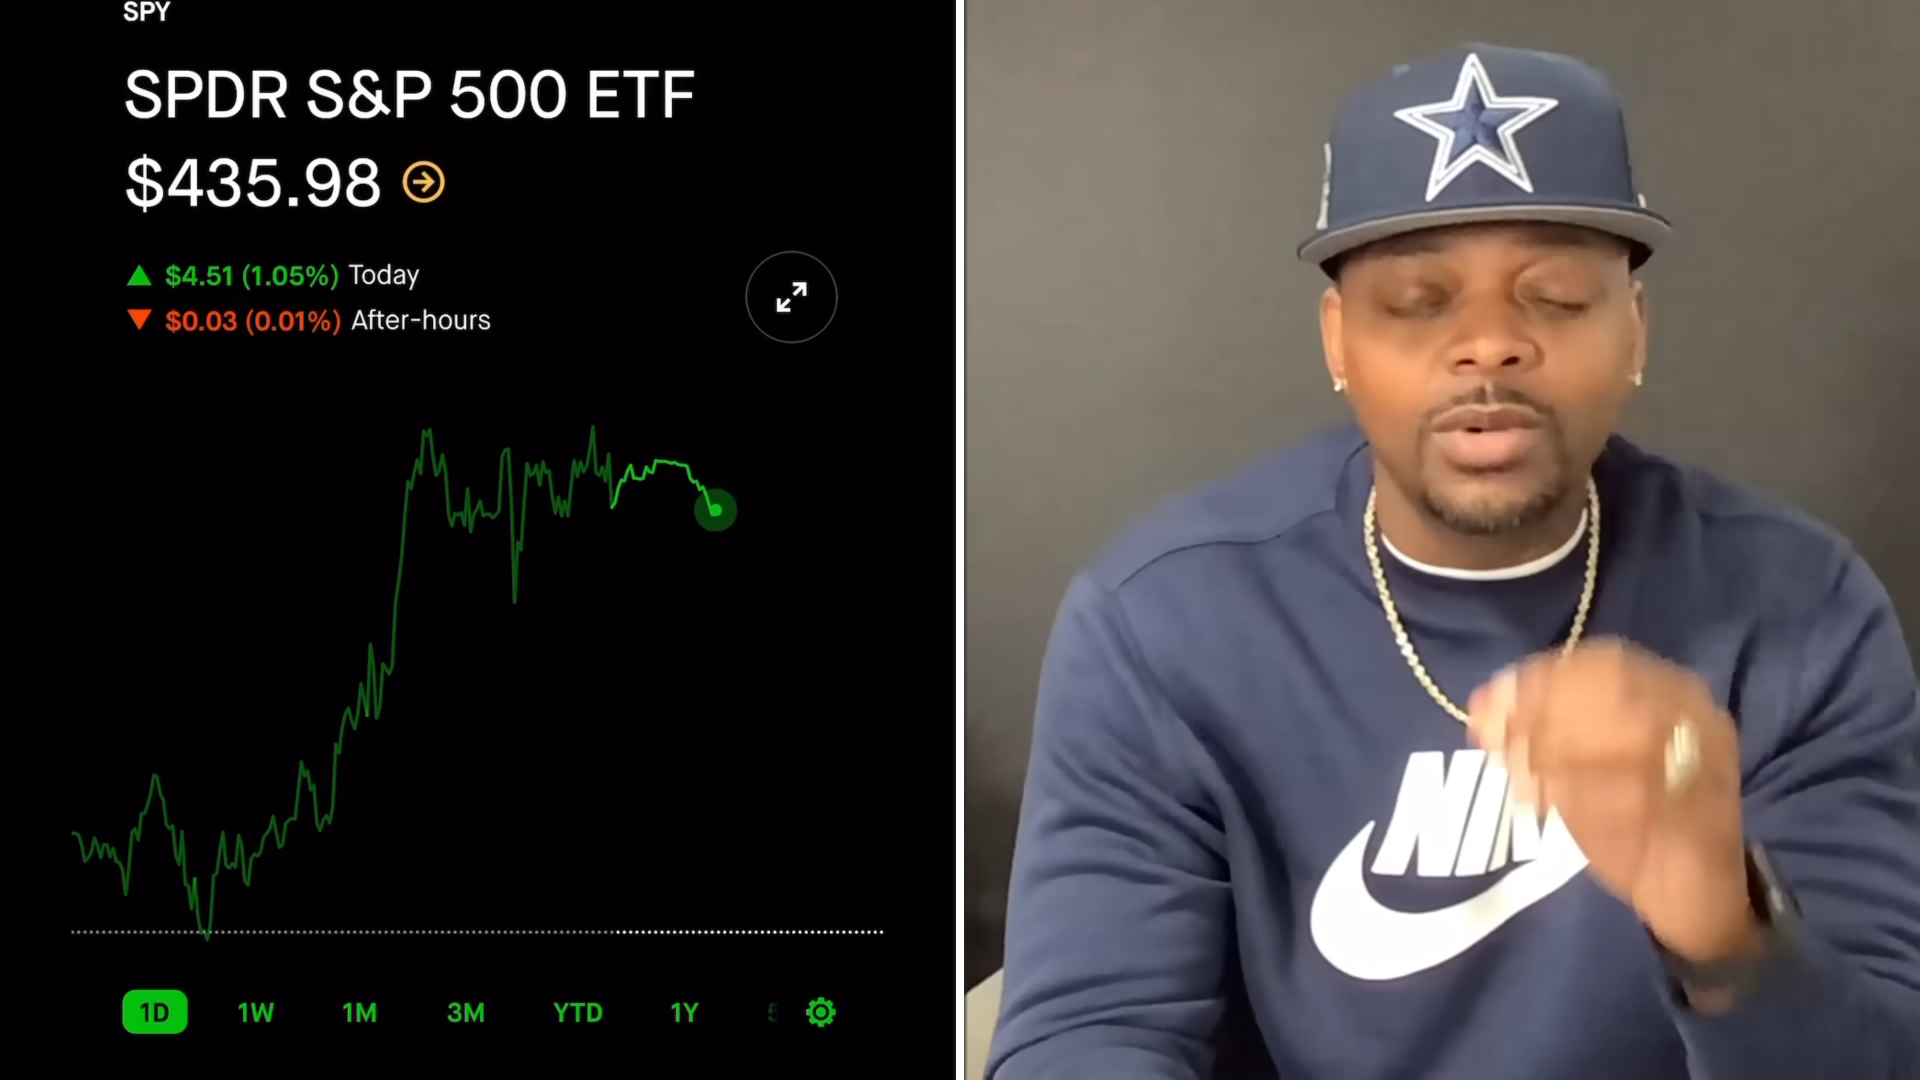 SPY
SPDR S&P 500 ETF
$435.98
$4.51 (1.05%) Today
$0.03 (0.01%) After-hours
1D 1W 1M 3M YTD 1Y